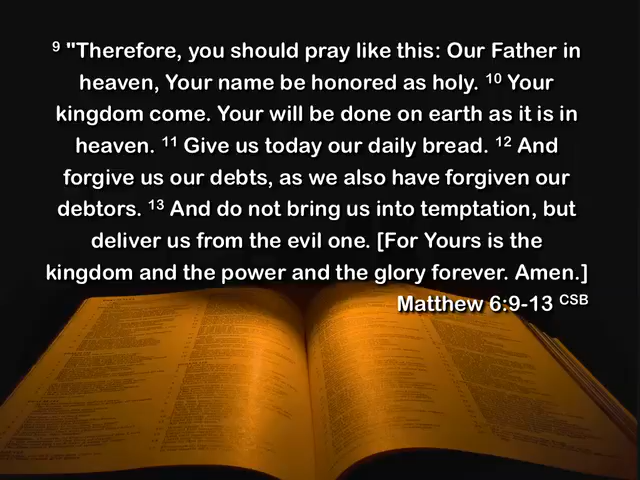 9 "Therefore, you should pray like this: Our Father in
heaven, Your name be honored as holy. 10 Your
kingdom come. Your will be done on earth as it is in
heaven. 11 Give us today our daily bread. 12 And
forgive us our debts, as we also have forgiven our
debtors. 13 And do not bring us into temptation, but
deliver us from the evil one. [For Yours is the
kingdom and the power and the glory forever. Amen.]
Matthew 6:9-13 CSB